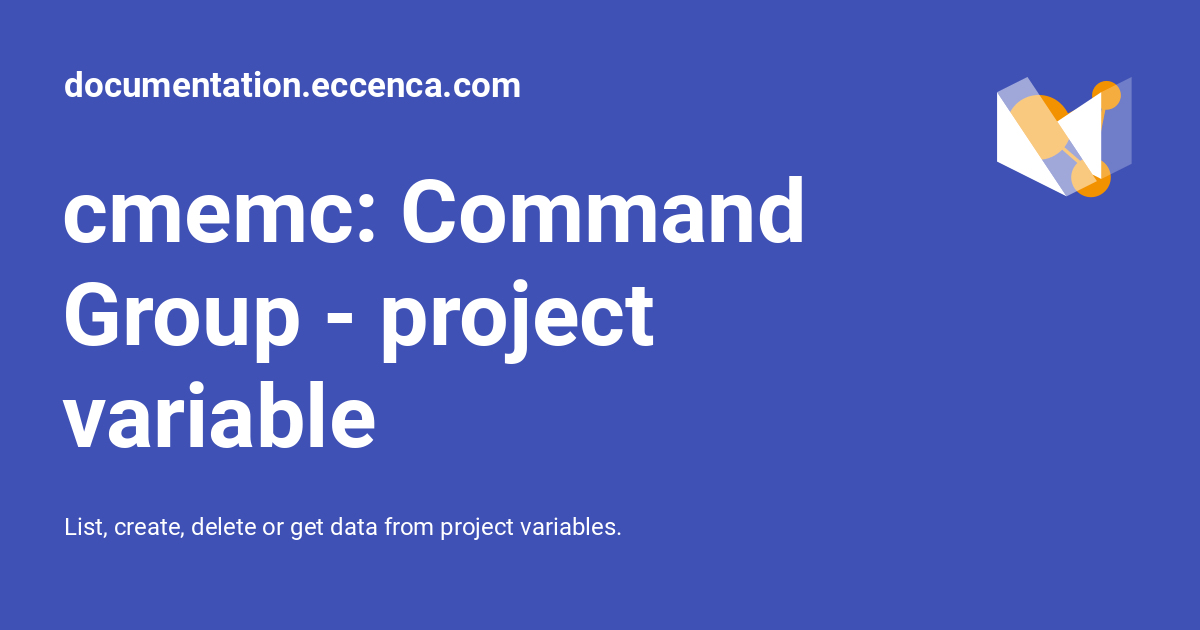 documentation.eccenca.com
cmemc: Command
Group - project
variable
List, create, delete or get data from project variables.